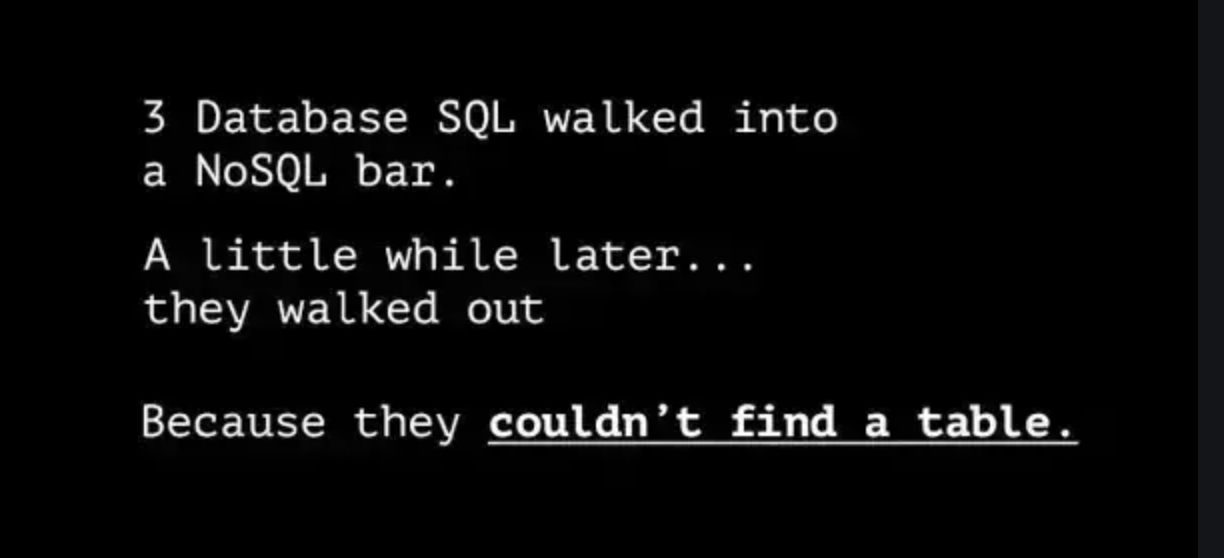 3 Database SQL walked into
a NoSQL bar.
A little while later...
they walked out
Because they couldn’t find a table.